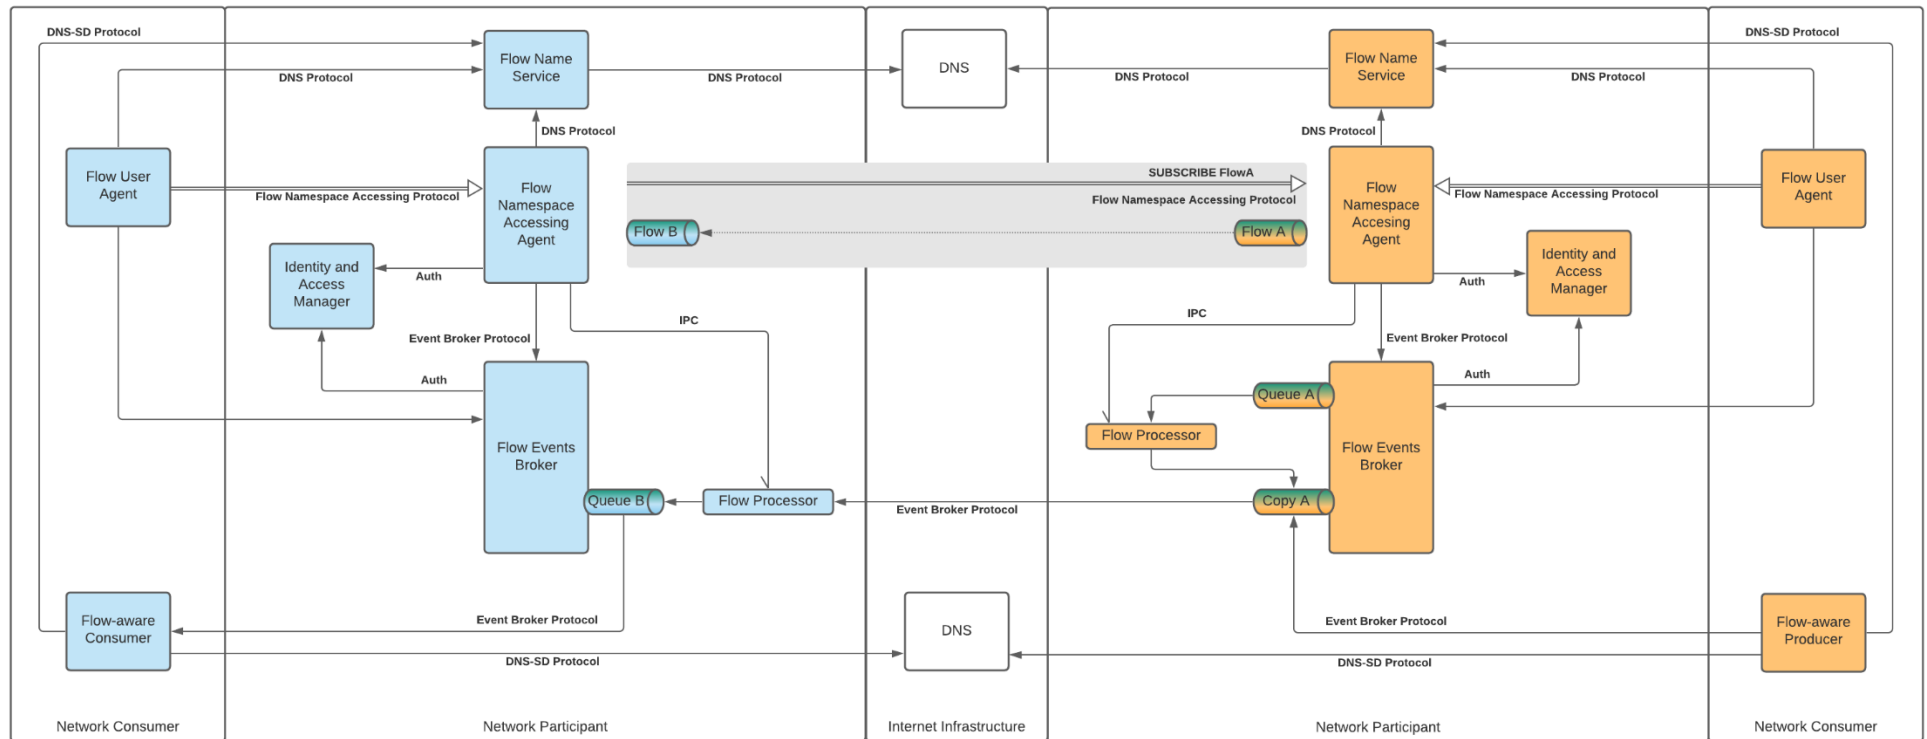 DNS-SD Protocol
DNS Protocol
Flow Name
Service
DNS Protocol
DNS
DNS Protocol
Flow Name
Service
DNS-SD Protocol
DNS Protocol
DNS Protocol
DNS Protocol
Flow User
Agent
Flow Namespace Accessing Protocol
Flow
Namespace
Accessing
Agent
SUBSCRIBE FlowA
Flow Namespace Accessing Protocol
Flow B
Flow A
Flow
Namespace
Accesing
Agent
Flow Namespace Accessing Protocol
Flow User
Agent
Identity and
Access
Manager
Auth
Auth
Identity and
Access
Manager
IPC
IPC
Event Broker Protocol
Event Broker Protocol
Auth
Auth
Queue A
Flow Processor
Flow Events
Broker
Flow Events
Broker
Queue B
Flow Processor
Event Broker Protocol
Copy A
Flow-aware
Consumer
Event Broker Protocol
DNS-SD Protocol
DNS
Event Broker Protocol
DNS-SD Protocol
Flow-aware
Producer
Network Consumer
Network Participant
Internet Infrastructure
Network Participant
Network Consumer